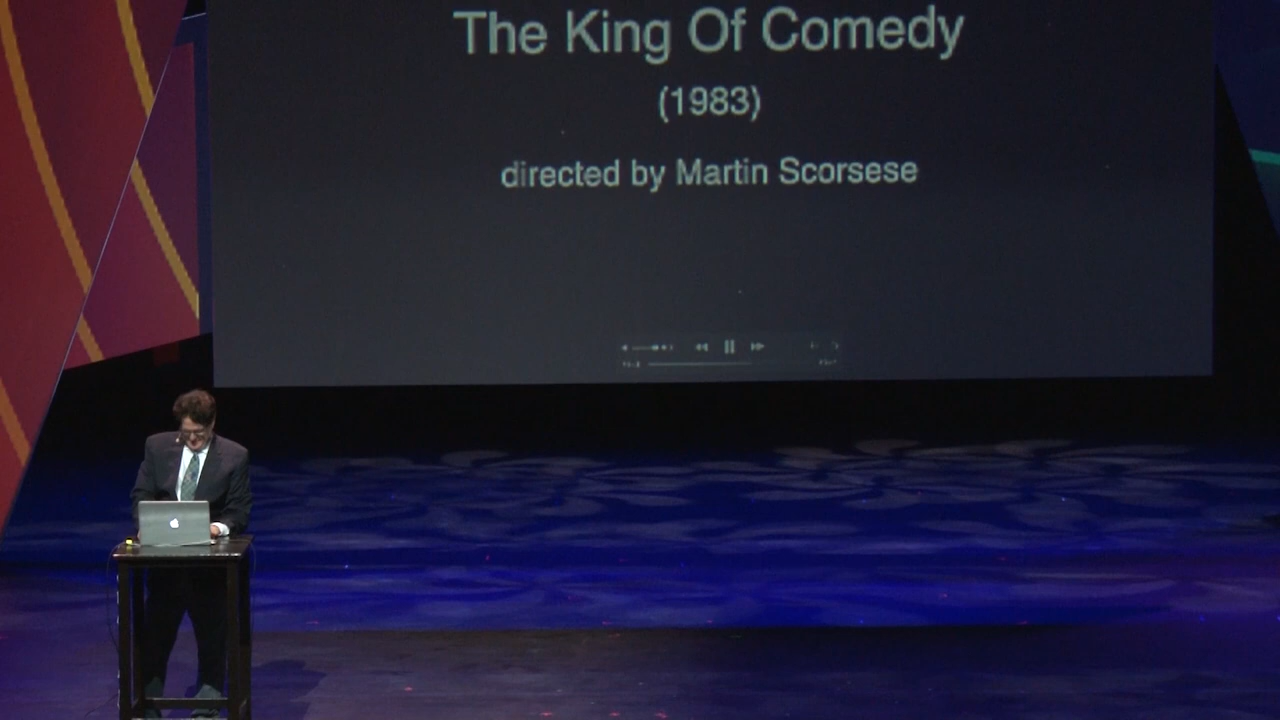 The King Of Comedy
(1983)
directed by Martin Scorsese